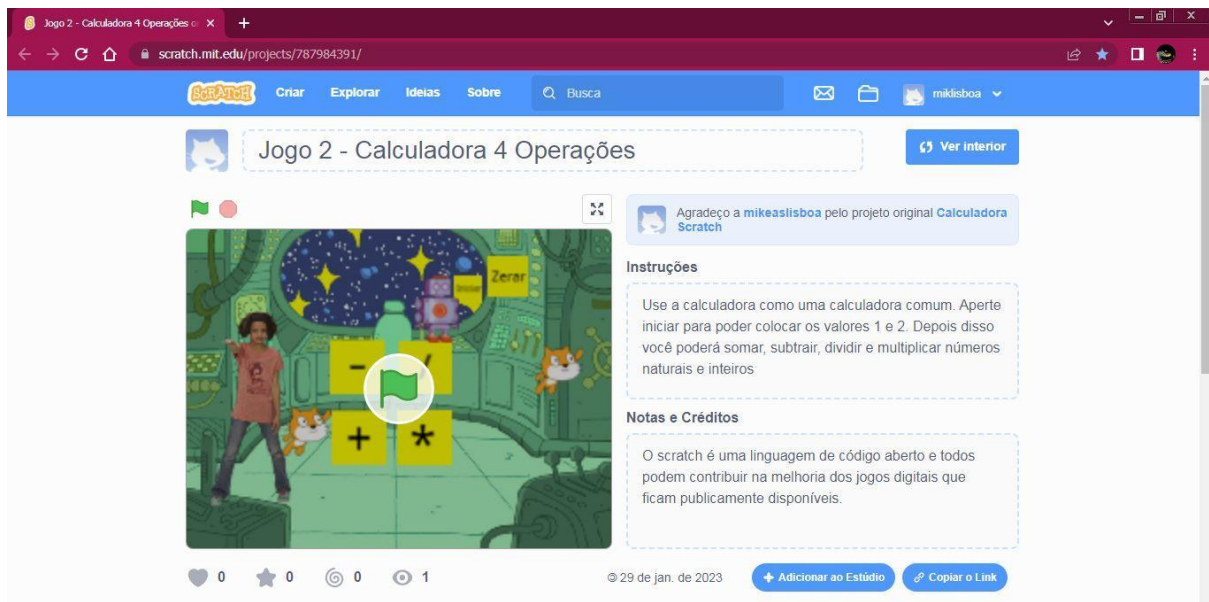 Jogo 2 - Calculadora 4 Operações o
scratch.mit.edu/projects/787984391/
SCRATCH Criar Explorar Ideias Sobre Busca miklisboa
Jogo 2 - Calculadora 4 Operações
Ver interior
Agradeço a mikeaslisboa pelo projeto original Calculadora
Scratch
Instruções
Use a calculadora como uma calculadora comum. Aperte
iniciar para poder colocar os valores 1 e 2. Depois disso
você poderá somar, subtrair, dividir e multiplicar números
naturais e inteiros
Zerar
Iniciar
- /
+ *
Notas e Créditos
O scratch é uma linguagem de código aberto e todos
podem contribuir na melhoria dos jogos digitais que
ficam publicamente disponíveis.
0 0 0 1
© 29 de jan. de 2023
Adicionar ao Estúdio
Copiar o Link